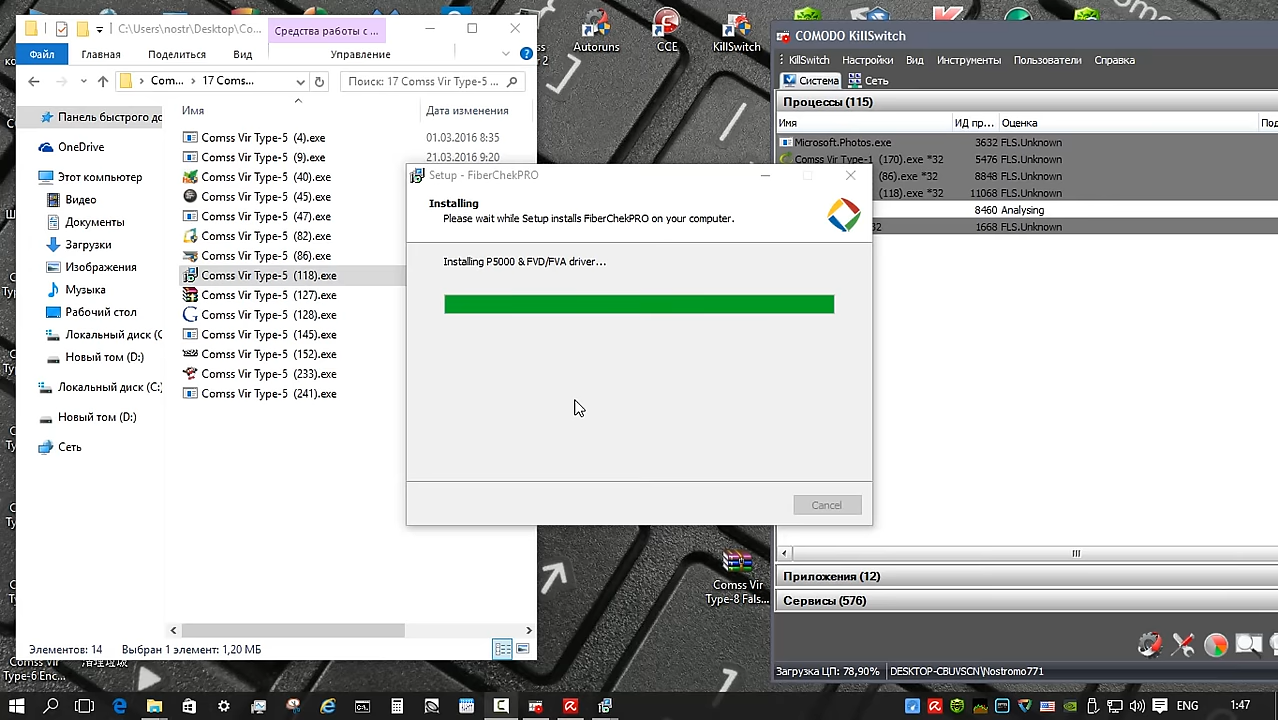 C:\Users\nostr\Desktop\Co...
Средства работы с ...
Файл
Главная
Поделиться
Вид
Управление
Com...
17 Coms...
Поиск: 17 Comss Vir Type-5 ...
Панель быстрого до
OneDrive
Этот компьютер
Видео
Документы
Загрузки
Изображения
Музыка
Рабочий стол
Локальный диск (С
Новый том (D:)
Локальный диск (C:)
Новый том (D:)
Сеть
Имя
Дата изменения
Comss Vir Type-5 (4).exe
01.03.2016 8:35
Comss Vir Type-5 (9).exe
21.03.2016 9:20
Comss Vir Type-5 (40).exe
Comss Vir Type-5 (45).exe
Comss Vir Type-5 (47).exe
Comss Vir Type-5 (82).exe
Comss Vir Type-5 (86).exe
Comss Vir Type-5 (118).exe
Comss Vir Type-5 (127).exe
Comss Vir Type-5 (128).exe
Comss Vir Type-5 (145).exe
Comss Vir Type-5 (152).exe
Comss Vir Type-5 (233).exe
Comss Vir Type-5 (241).exe
Элементов: 14
Выбран 1 элемент: 1,20 МБ
Autoruns
CCE
KillSwitch
Setup - FiberChekPRO
Installing
Please wait while Setup installs FiberChekPRO on your computer.
Installing P5000 & FVD/FVA driver...
Cancel
COMODO KillSwitch
KillSwitch
Настройки
Вид
Инструменты
Пользователи
Справка
Система
Сеть
Процессы (115)
Имя
ИД пр...
Оценка
Под
Microsoft.Photos.exe
3632 FLS.Unknown
Comss Vir Type-1 (170).exe *32
5476 FLS.Unknown
(86).exe *32
8848 FLS.Unknown
(118).exe *32
11068 FLS.Unknown
8460 Analysing
32
1668 FLS.Unknown
Приложения (12)
Сервисы (576)
Загрузка ЦП: 78,90%
DESKTOP-CBUVSCN\Nostromo771
Comss Vir
Type-8 Fals...
Comss Vir
Type-6 Enc...
清理垃圾
ENG
1:47